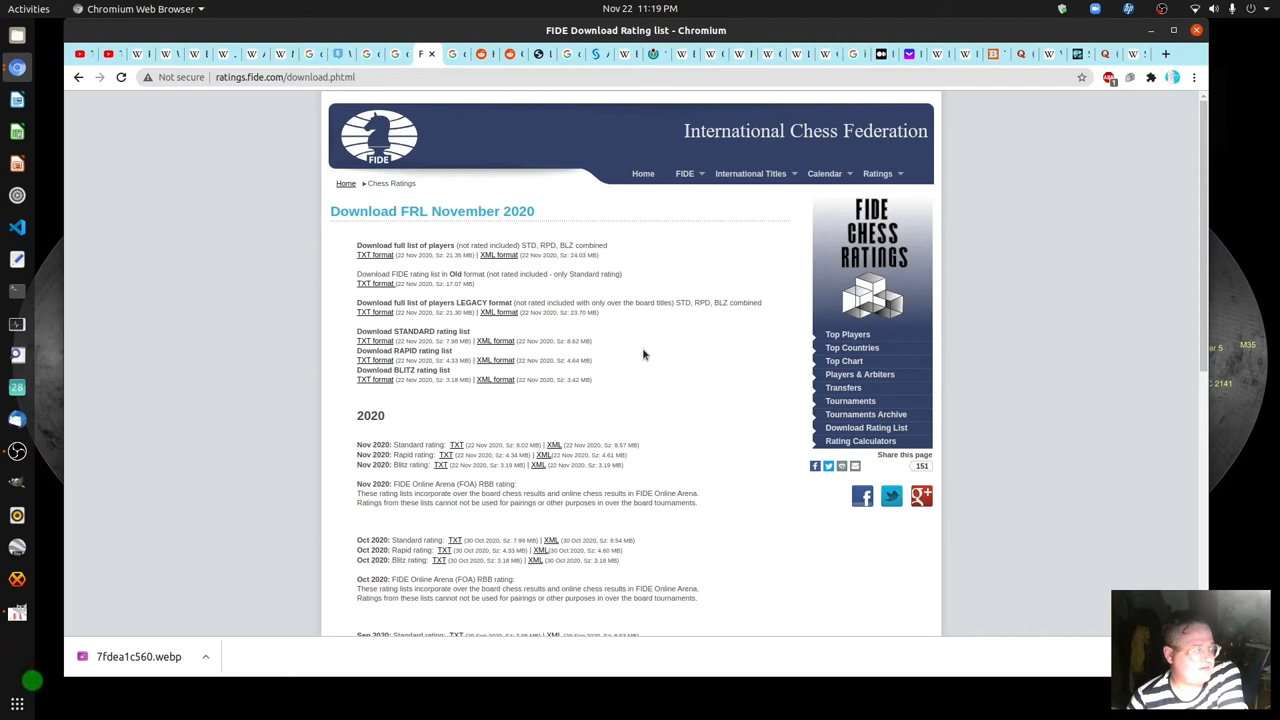 Activities
Chromium ▾
Nov 22 11:19 PM
FIDE Download Rating list - Chromium
Not secure | ratings.fide.com/download.phtml
International Chess Federation
FIDE
Home FIDE International Titles Calendar Ratings
Home Chess Ratings
Download FRL November 2020
Download full list of players (not rated included) STD, RPD, BLZ combined
TXT format (22 Nov 2020, Sz: 21.35 MB) | XML format (22 Nov 2020, Sz: 24.03 MB)
Download FIDE rating list in Old format (not rated included - only Standard rating)
TXT format (22 Nov 2020, Sz: 17.07 MB)
Download full list of players LEGACY format (not rated included with only over the board titles) STD, RPD, BLZ combined
TXT format (22 Nov 2020, Sz: 21.30 MB) | XML format (22 Nov 2020, Sz: 23.70 MB)
Download STANDARD rating list
TXT format (22 Nov 2020, Sz: 7.98 MB) | XML format (22 Nov 2020, Sz: 8.62 MB)
Download RAPID rating list
TXT format (22 Nov 2020, Sz: 4.33 MB) | XML format (22 Nov 2020, Sz: 4.64 MB)
Download BLITZ rating list
TXT format (22 Nov 2020, Sz: 3.18 MB) | XML format (22 Nov 2020, Sz: 3.42 MB)
2020
Nov 2020: Standard rating: TXT (22 Nov 2020, Sz: 8.02 MB) | XML (22 Nov 2020, Sz: 8.57 MB)
Nov 2020: Rapid rating: TXT (22 Nov 2020, Sz: 4.34 MB) | XML(22 Nov 2020, Sz: 4.61 MB)
Nov 2020: Blitz rating: TXT (22 Nov 2020, Sz: 3.19 MB) | XML (22 Nov 2020, Sz: 3.19 MB)
Nov 2020: FIDE Online Arena (FOA) RBB rating:
These rating lists incorporate over the board chess results and online chess results in FIDE Online Arena.
Ratings from these lists cannot not be used for pairings or other purposes in over the board tournaments.
Oct 2020: Standard rating: TXT (30 Oct 2020, Sz: 7.99 MB) | XML (30 Oct 2020, Sz: 8.54 MB)
Oct 2020: Rapid rating: TXT (30 Oct 2020, Sz: 4.33 MB) | XML(30 Oct 2020, Sz: 4.60 MB)
Oct 2020: Blitz rating: TXT (30 Oct 2020, Sz: 3.18 MB) | XML (30 Oct 2020, Sz: 3.18 MB)
Oct 2020: FIDE Online Arena (FOA) RBB rating:
These rating lists incorporate over the board chess results and online chess results in FIDE Online Arena.
Ratings from these lists cannot not be used for pairings or other purposes in over the board tournaments.
FIDE
CHESS
RATINGS
Top Players
Top Countries
Top Chart
Players & Arbiters
Transfers
Tournaments
Tournaments Archive
Download Rating List
Rating Calculators
Share this page
151
M35
7fdea1c560.webp